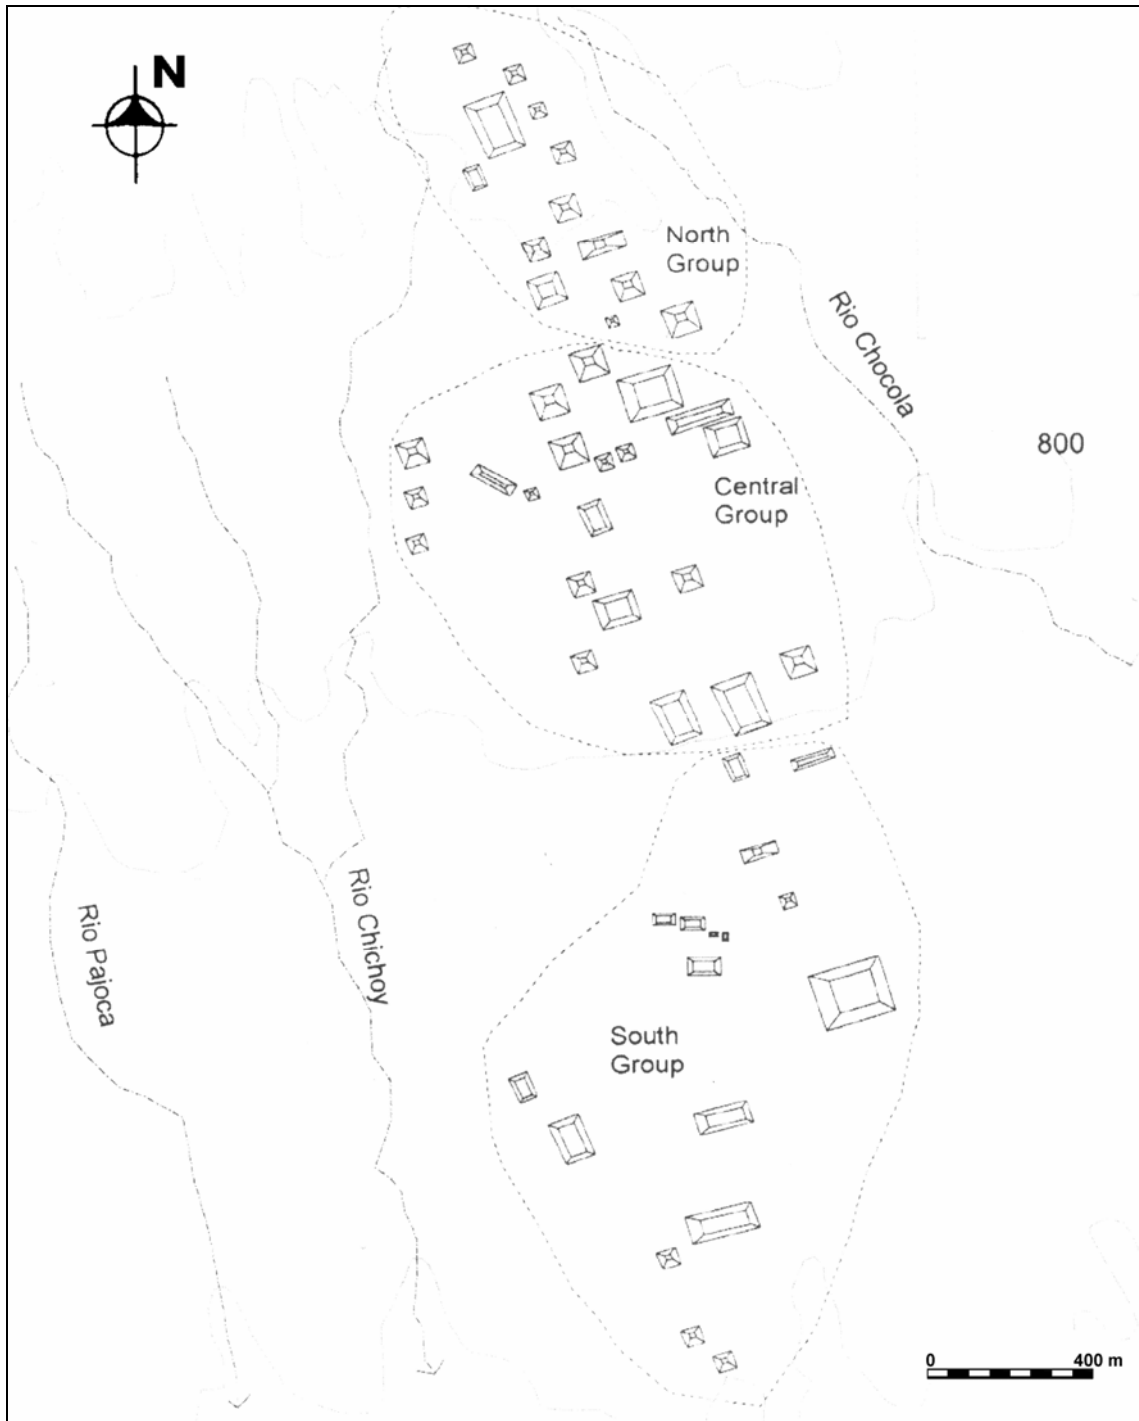 N
North
Group
Rio Chocola
800
Central
Group
Rio Pajoca
Rio Chichoy
South
Group
0 400 m